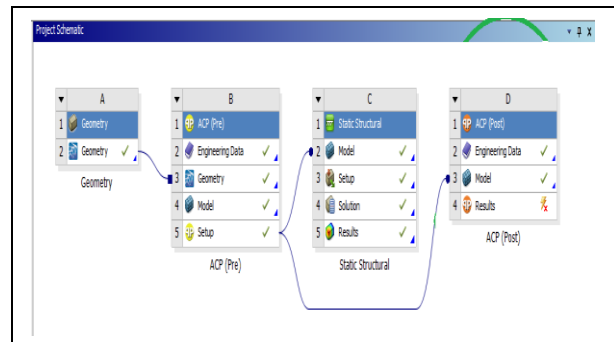 Project Schematic
A
1 Geometry
2 Geometry
Geometry
B
1 ACP (Pre)
2 Engineering Data
3 Geometry
4 Model
5 Setup
ACP (Pre)
C
1 Static Structural
2 Model
3 Setup
4 Solution
5 Results
Static Structural
D
1 ACP (Post)
2 Engineering Data
3 Model
4 Results
ACP (Post)